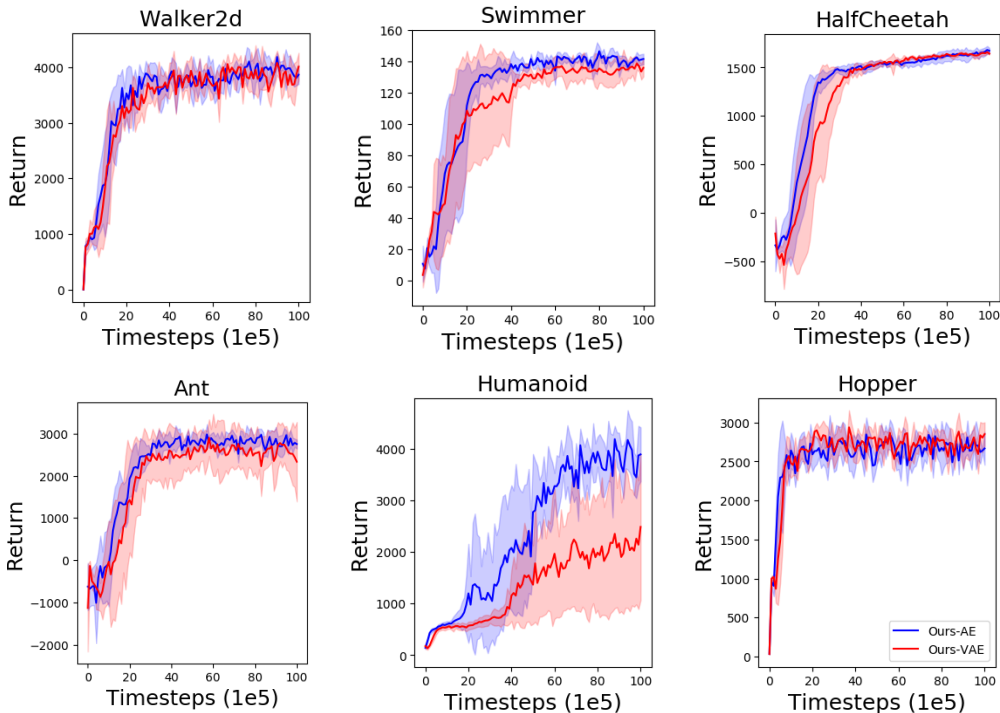 Walker2d
Return
4000
3000
2000
1000
0
0 20 40 60 80 100
Timesteps (1e5)
Swimmer
Return
160
140
120
100
80
60
40
20
0
0 20 40 60 80 100
Timesteps (1e5)
HalfCheetah
Return
1500
1000
500
0
−500
0 20 40 60 80 100
Timesteps (1e5)
Ant
Return
3000
2000
1000
0
−1000
−2000
0 20 40 60 80 100
Timesteps (1e5)
Humanoid
Return
4000
3000
2000
1000
0
0 20 40 60 80 100
Timesteps (1e5)
Hopper
Return
3000
2500
2000
1500
1000
500
0
Ours-AE
Ours-VAE
0 20 40 60 80 100
Timesteps (1e5)